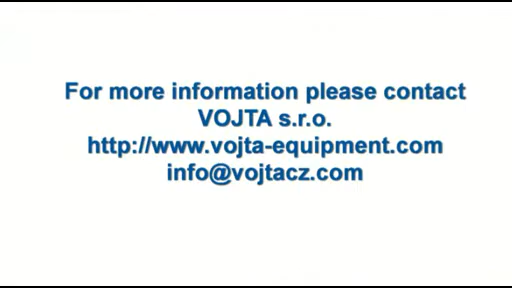 For more information please contact
VOJTA s.r.o.
http://www.vojta-equipment.com
info@vojtacz.com